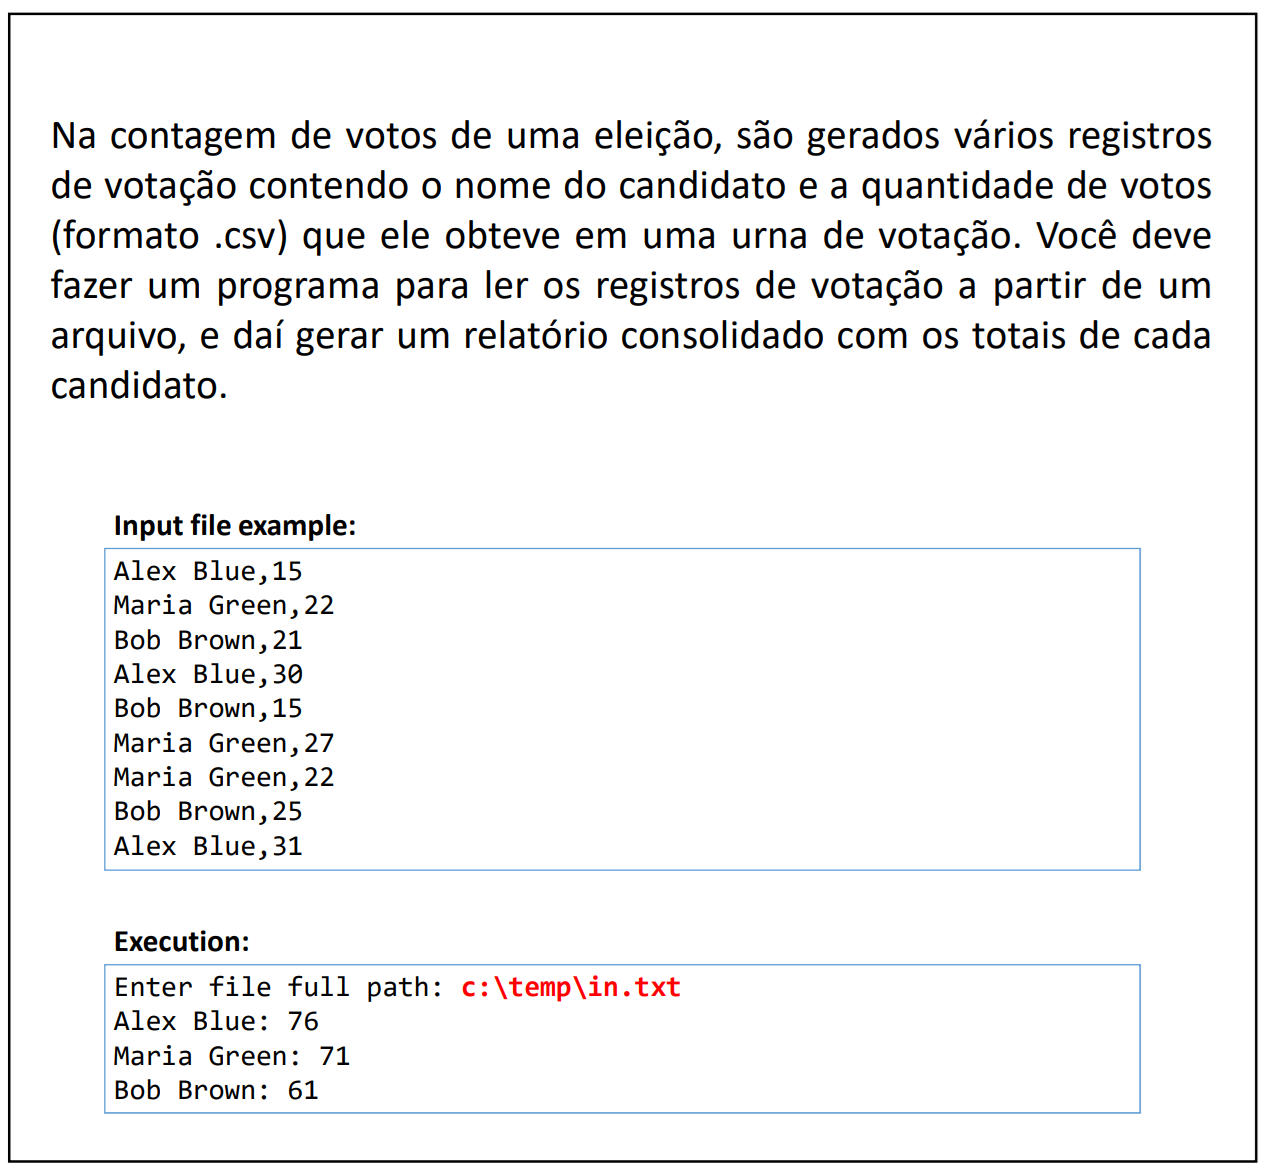 Na contagem de votos de uma eleição, são gerados vários registros
de votação contendo o nome do candidato e a quantidade de votos
(formato .csv) que ele obteve em uma urna de votação. Você deve
fazer um programa para ler os registros de votação a partir de um
arquivo, e daí gerar um relatório consolidado com os totais de cada
candidato.
Input file example:
Alex Blue,15
Maria Green,22
Bob Brown,21
Alex Blue,30
Bob Brown,15
Maria Green,27
Maria Green,22
Bob Brown,25
Alex Blue,31
Execution:
Enter file full path: c:\temp\in.txt
Alex Blue: 76
Maria Green: 71
Bob Brown: 61